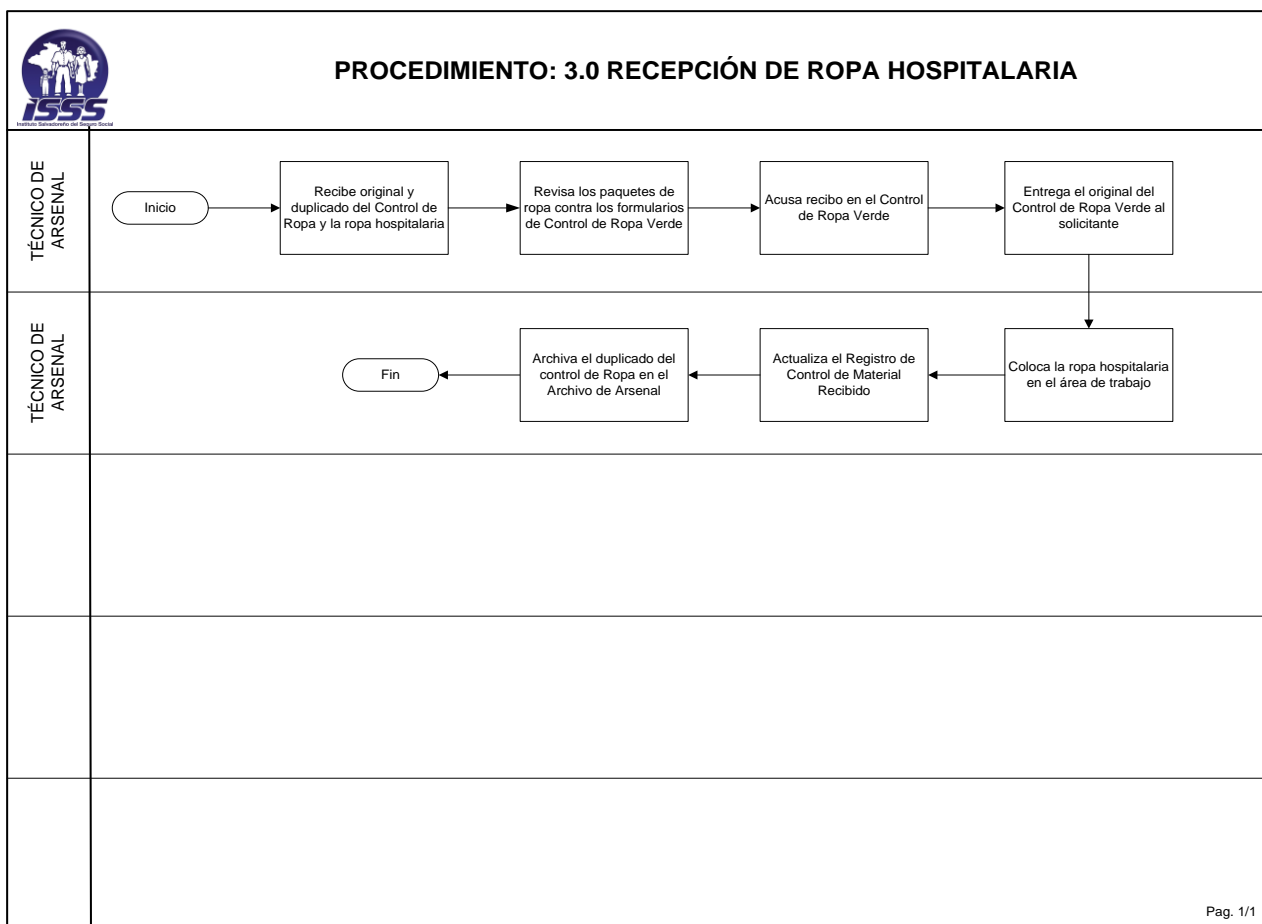 PROCEDIMIENTO: 3.0 RECEPCIÓN DE ROPA HOSPITALARIA
ISSS
Instituto Salvadoreño del Seguro Social
TÉCNICO DE
ARSENAL
Inicio
Recibe original y
duplicado del Control de
Ropa y la ropa hospitalaria
Revisa los paquetes de
ropa contra los formularios
de Control de Ropa Verde
Acusa recibo en el Control
de Ropa Verde
Entrega el original del
Control de Ropa Verde al
solicitante
TÉCNICO DE
ARSENAL
Coloca la ropa hospitalaria
en el área de trabajo
Actualiza el Registro de
Control de Material
Recibido
Archiva el duplicado del
control de Ropa en el
Archivo de Arsenal
Fin
Pag. 1/1